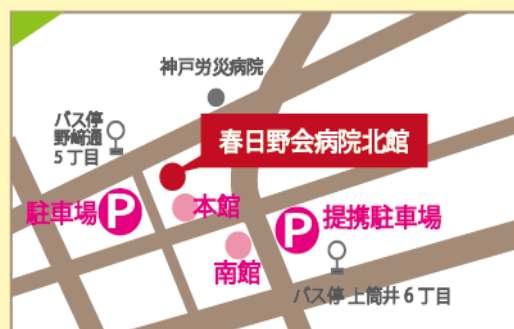 神戸労災病院
バス停
野崎通
5丁目
春日野会病院北館
駐車場 P
本館
P 提携駐車場
南館
バス停 上筒井6丁目